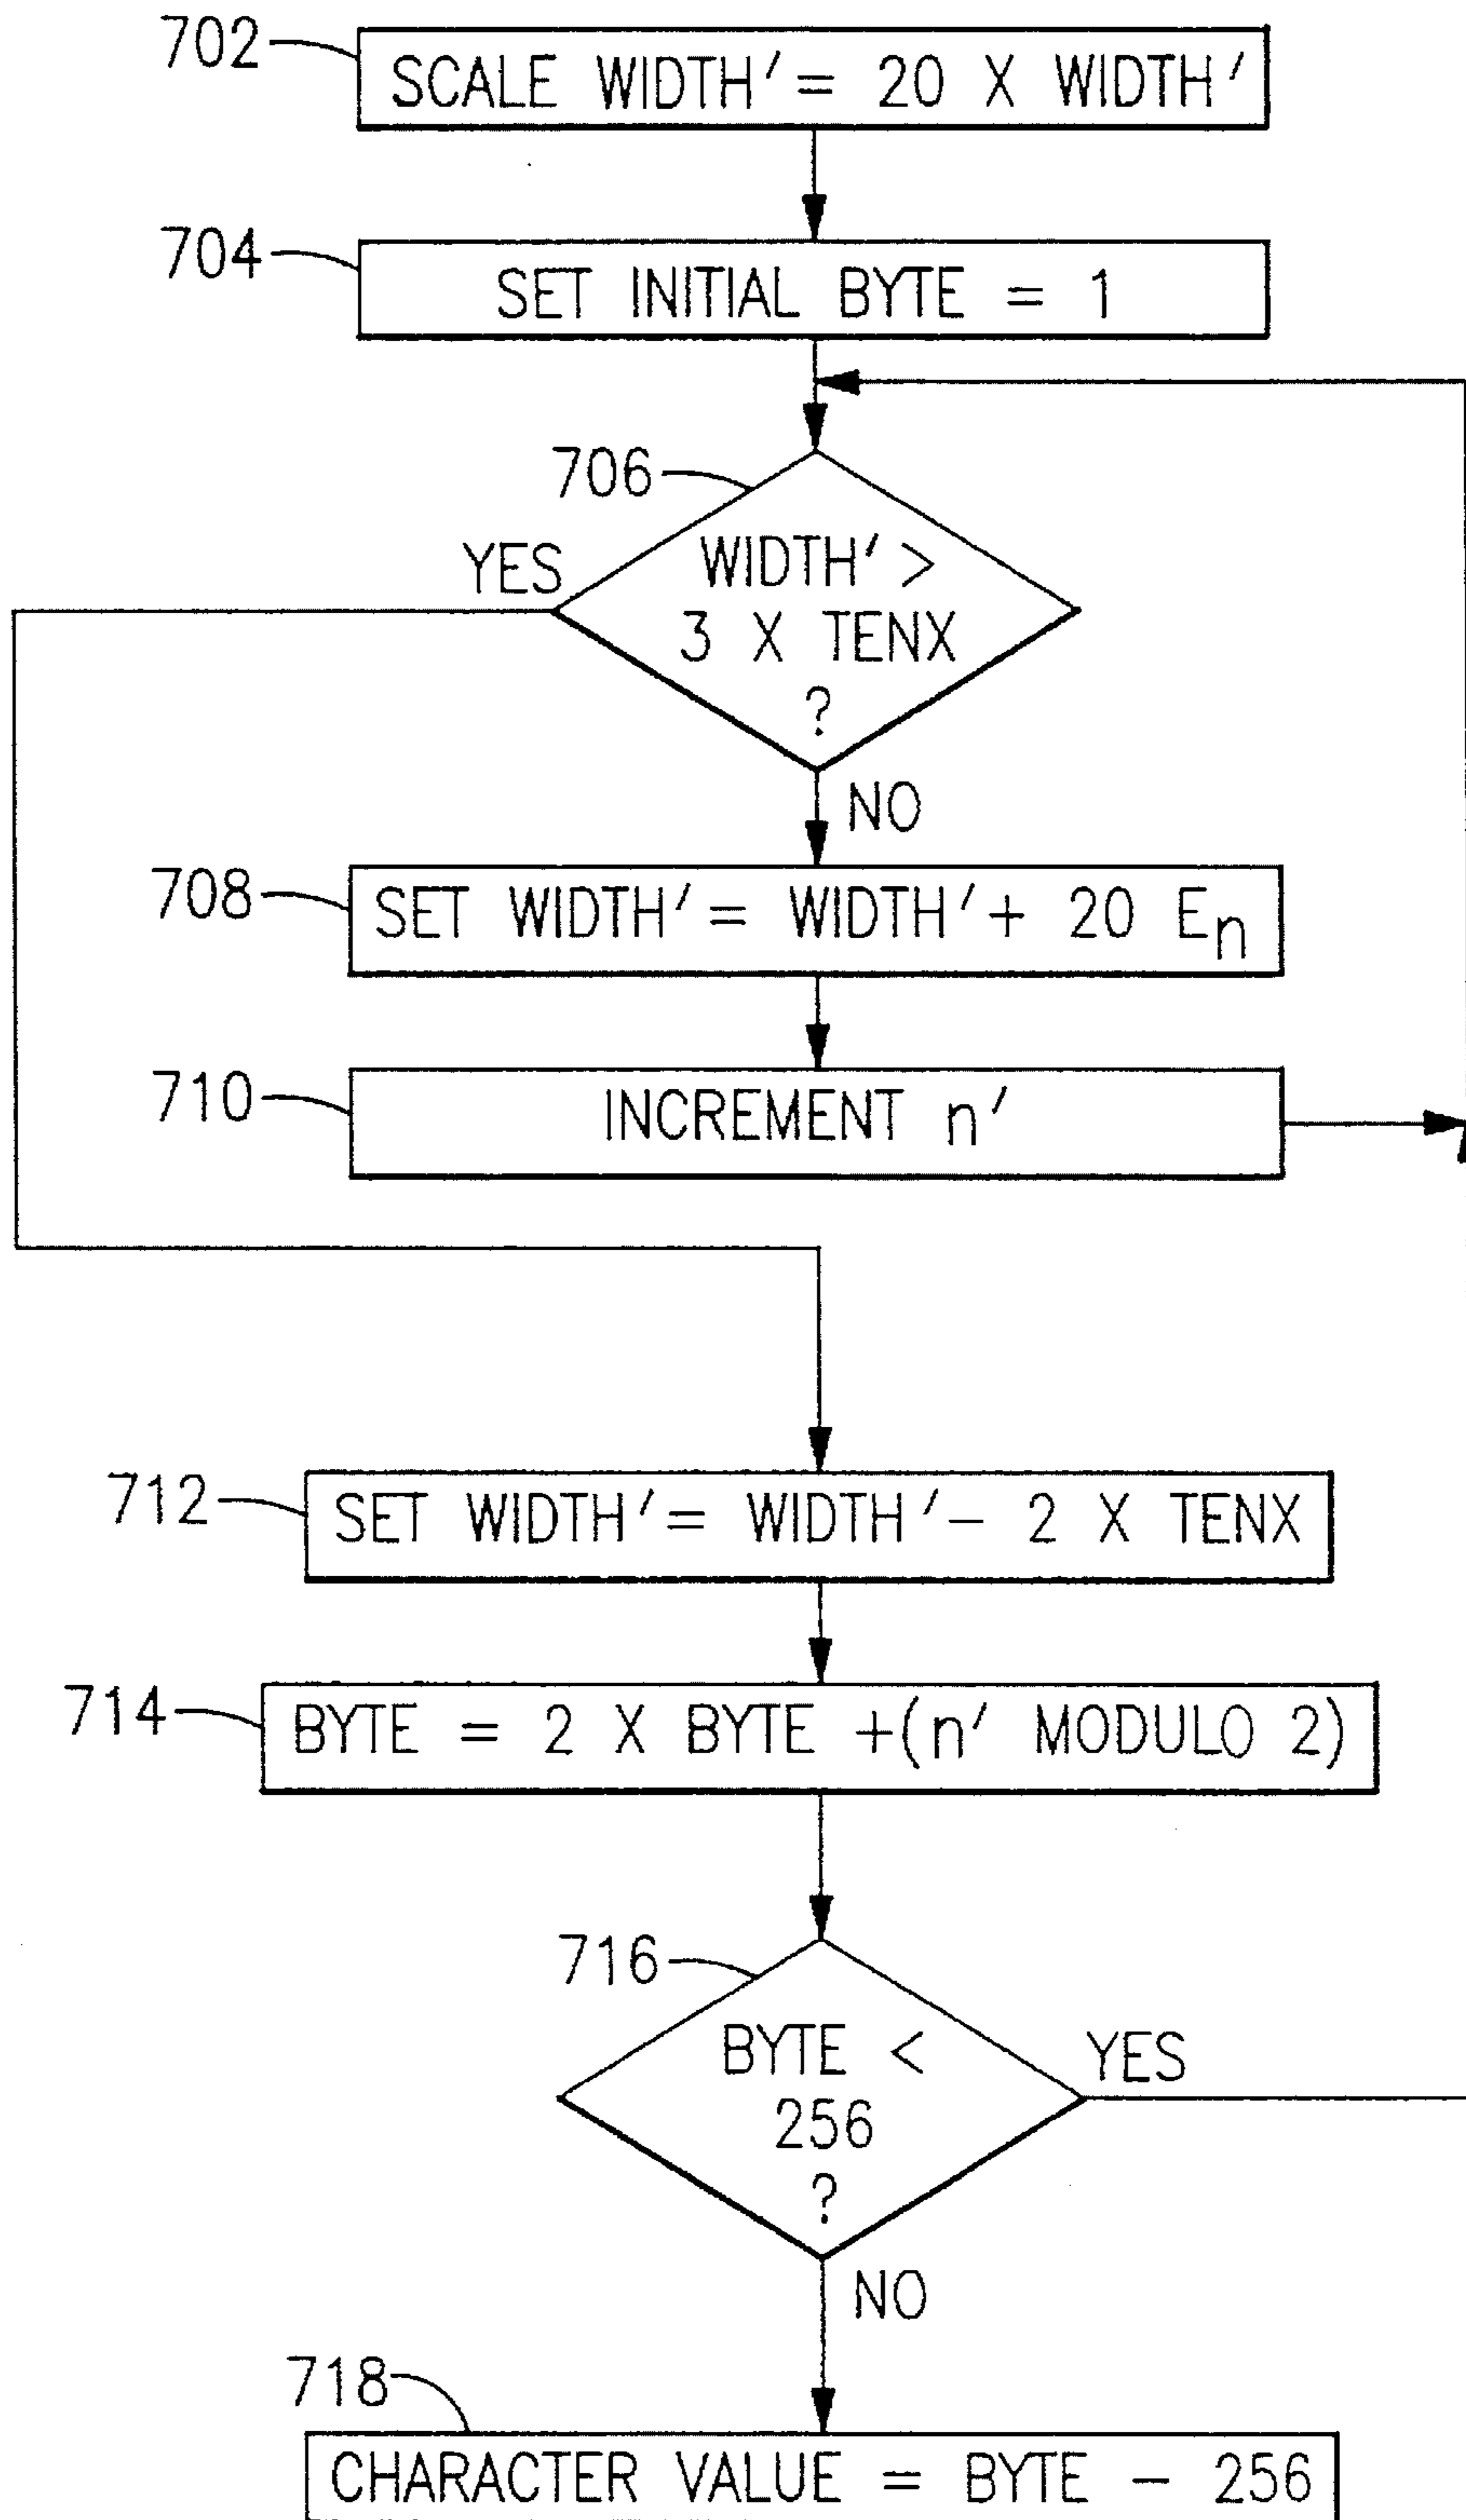 702
SCALE WIDTH' = 20 X WIDTH'
704
SET INITIAL BYTE = 1
706
YES
WIDTH' >
3 X TENX
?
NO
708
SET WIDTH' = WIDTH' + 20 En
710
INCREMENT n'
712
SET WIDTH' = WIDTH' - 2 X TENX
714
BYTE = 2 X BYTE +(n' MODULO 2)
716
BYTE <
256
?
YES
NO
718
CHARACTER VALUE = BYTE - 256